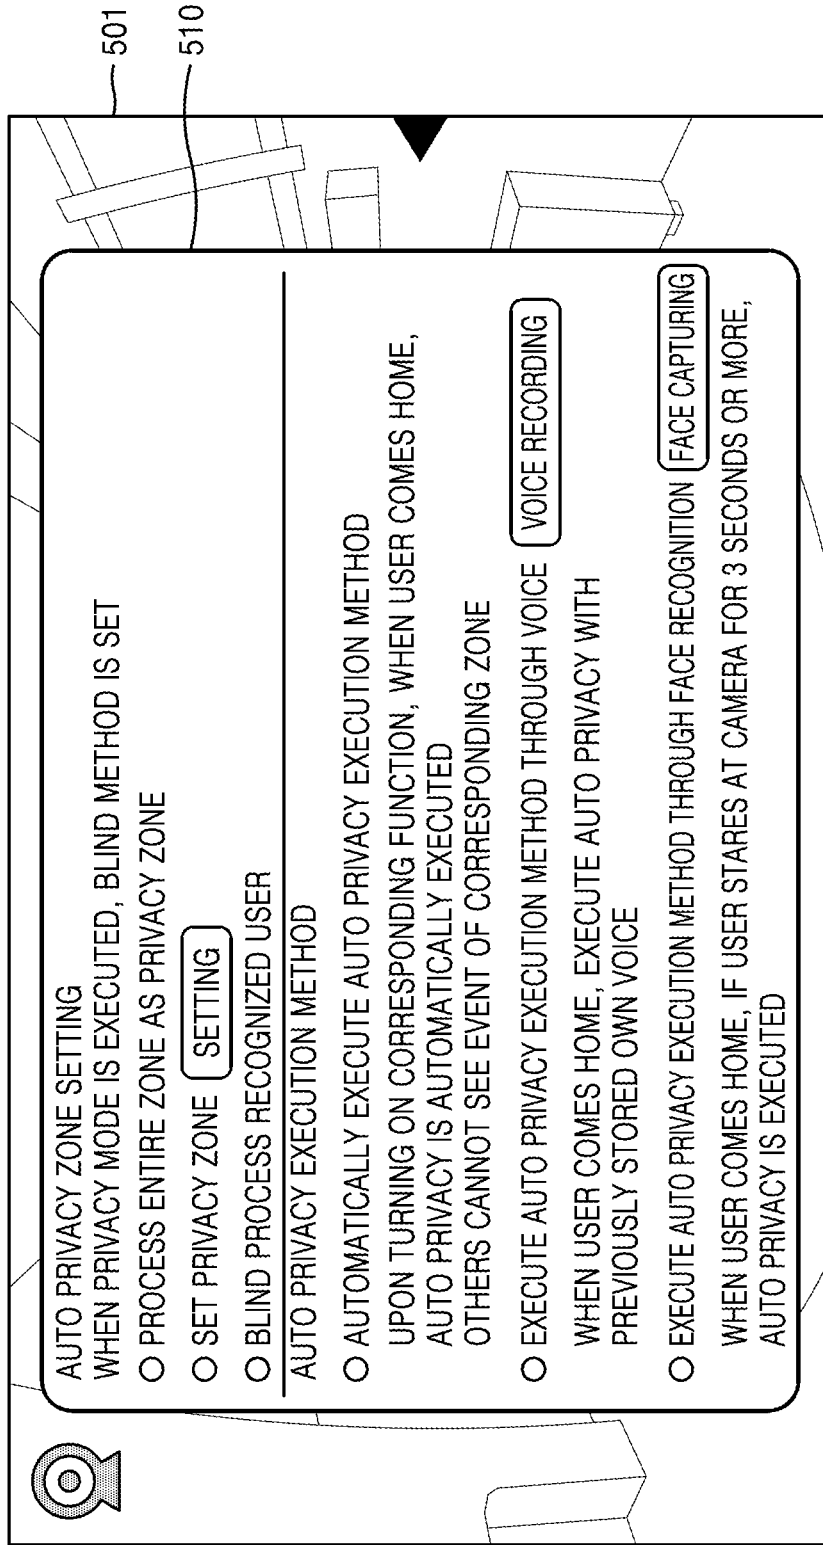 501
510
AUTO PRIVACY ZONE SETTING
WHEN PRIVACY MODE IS EXECUTED, BLIND METHOD IS SET
PROCESS ENTIRE ZONE AS PRIVACY ZONE
SET PRIVACY ZONE SETTING
BLIND PROCESS RECOGNIZED USER
AUTO PRIVACY EXECUTION METHOD
AUTOMATICALLY EXECUTE AUTO PRIVACY EXECUTION METHOD
UPON TURNING ON CORRESPONDING FUNCTION, WHEN USER COMES HOME,
AUTO PRIVACY IS AUTOMATICALLY EXECUTED
OTHERS CANNOT SEE EVENT OF CORRESPONDING ZONE
EXECUTE AUTO PRIVACY EXECUTION METHOD THROUGH VOICE VOICE RECORDING
WHEN USER COMES HOME, EXECUTE AUTO PRIVACY WITH
PREVIOUSLY STORED OWN VOICE
EXECUTE AUTO PRIVACY EXECUTION METHOD THROUGH FACE RECOGNITION FACE CAPTURING
WHEN USER COMES HOME, IF USER STARES AT CAMERA FOR 3 SECONDS OR MORE,
AUTO PRIVACY IS EXECUTED